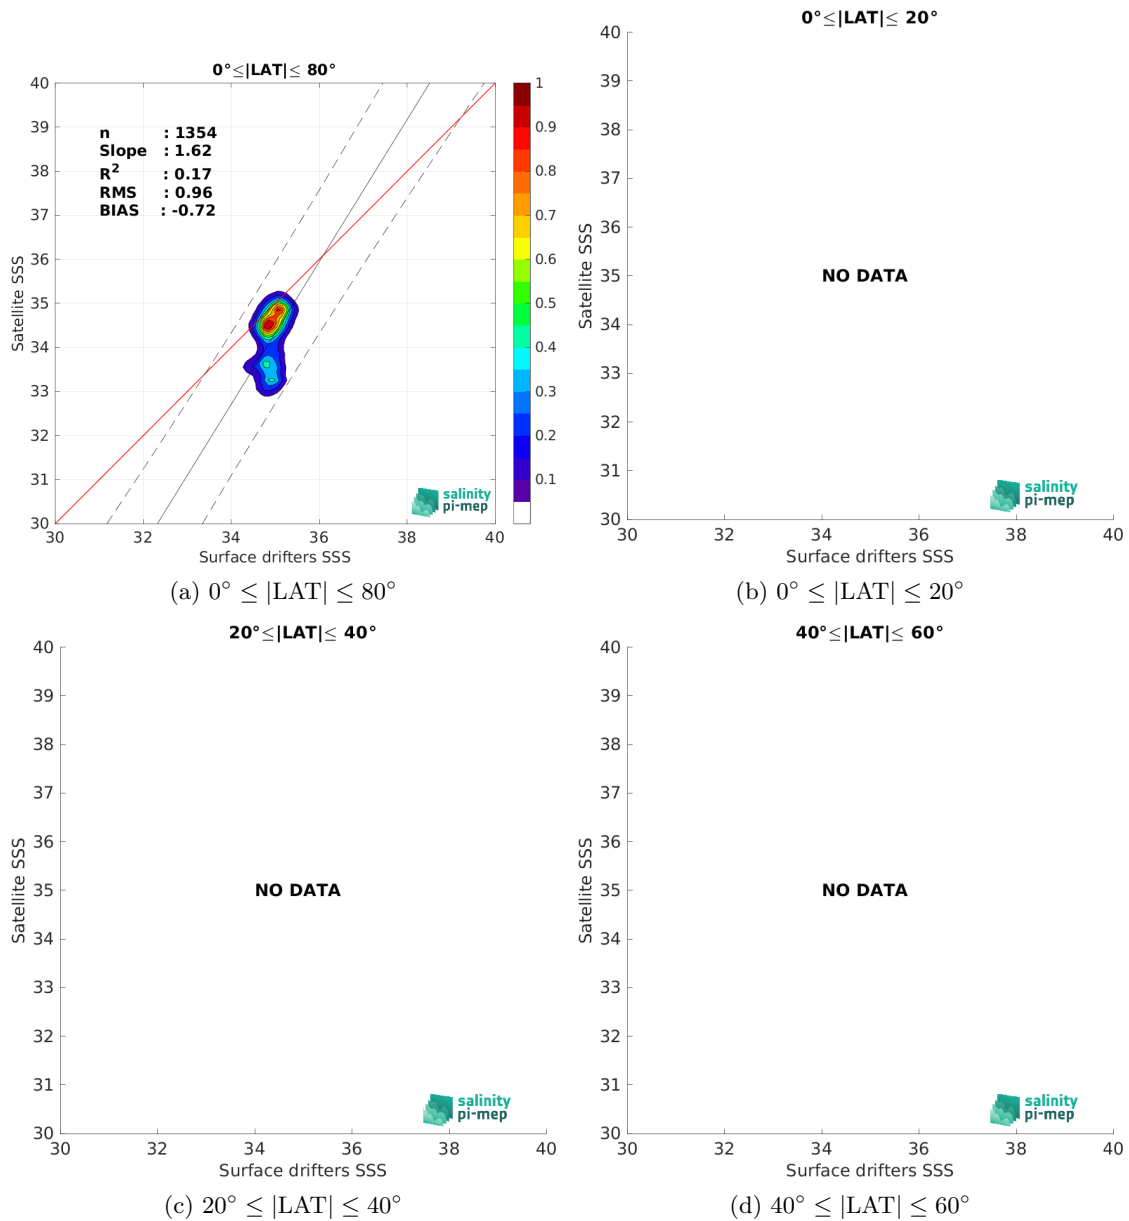 0°≤|LAT|≤ 80°
40
39
38
37
36
35
34
33
32
31
30
Satellite SSS
n : 1354
Slope : 1.62
R² : 0.17
RMS : 0.96
BIAS : -0.72
salinity
pi-mep
30 32 34 36 38 40
Surface drifters SSS
1
0.9
0.8
0.7
0.6
0.5
0.4
0.3
0.2
0.1
(a) 0° ≤ |LAT| ≤ 80°
0°≤|LAT|≤ 20°
40
39
38
37
36
35
34
33
32
31
30
Satellite SSS
NO DATA
salinity
pi-mep
30 32 34 36 38 40
Surface drifters SSS
(b) 0° ≤ |LAT| ≤ 20°
20°≤|LAT|≤ 40°
40
39
38
37
36
35
34
33
32
31
30
Satellite SSS
NO DATA
salinity
pi-mep
30 32 34 36 38 40
Surface drifters SSS
(c) 20° ≤ |LAT| ≤ 40°
40°≤|LAT|≤ 60°
40
39
38
37
36
35
34
33
32
31
30
Satellite SSS
NO DATA
salinity
pi-mep
30 32 34 36 38 40
Surface drifters SSS
(d) 40° ≤ |LAT| ≤ 60°